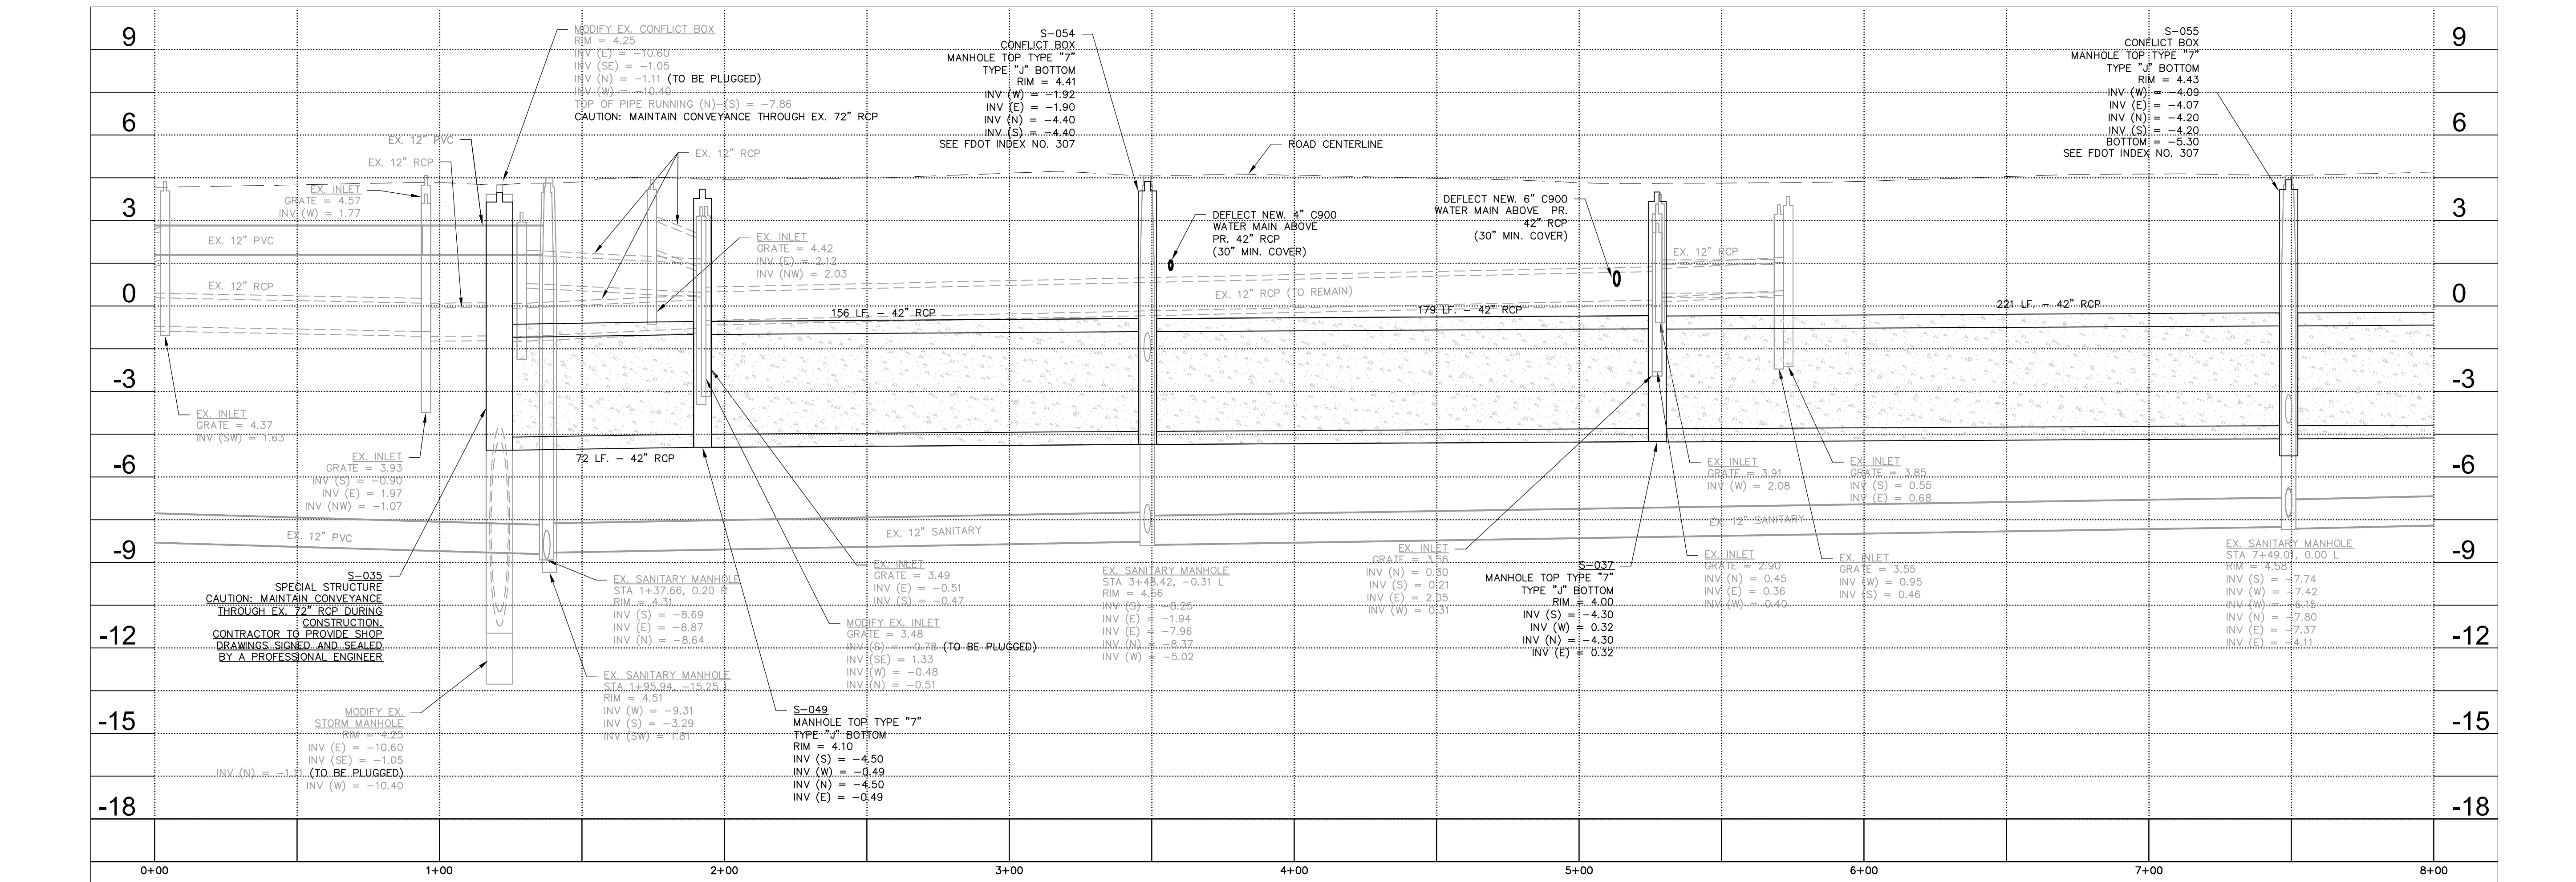 9
6
3
0
-3
-6
-9
-12
-15
-18
MODIFY EX. CONFLICT BOX
RIM = 4.25
INV (E) = -10.60
INV (SE) = -1.05
INV (N) = -1.11 (TO BE PLUGGED)
INV (W) = -10.40
TOP OF PIPE RUNNING (N)-(S) = -7.86
CAUTION: MAINTAIN CONVEYANCE THROUGH EX. 72" RCP
EX. 12" PVC
EX. 12" RCP
EX. 12" RCP
EX. INLET
GRATE = 4.57
INV (W) = 1.77
EX. 12" PVC
EX. 12" RCP
EX. INLET
GRATE = 4.42
INV (E) = 2.12
INV (NW) = 2.03
S-054
CONFLICT BOX
MANHOLE TOP TYPE "7"
TYPE "J" BOTTOM
RIM = 4.41
INV (W) = -1.92
INV (E) = -1.90
INV (N) = -4.40
INV (S) = -4.40
SEE FDOT INDEX NO. 307
ROAD CENTERLINE
DEFLECT NEW. 4" C900
WATER MAIN ABOVE
PR. 42" RCP
(30" MIN. COVER)
DEFLECT NEW. 6" C900
WATER MAIN ABOVE PR.
42" RCP
(30" MIN. COVER)
EX. 12" RCP
S-055
CONFLICT BOX
MANHOLE TOP TYPE "7"
TYPE "J" BOTTOM
RIM = 4.43
INV (W) = -4.09
INV (E) = -4.07
INV (N) = -4.20
INV (S) = -4.20
BOTTOM = -5.30
SEE FDOT INDEX NO. 307
EX. 12" RCP (TO REMAIN)
156 LF. - 42" RCP
179 LF. - 42" RCP
221 LF. - 42" RCP
72 LF. - 42" RCP
EX. INLET
GRATE = 4.37
INV (SW) = 1.63
EX. INLET
GRATE = 3.93
INV (S) = -0.90
INV (E) = 1.97
INV (NW) = -1.07
EX. 12" PVC
EX. 12" SANITARY
EX. 12" SANITARY
S-035
SPECIAL STRUCTURE
CAUTION: MAINTAIN CONVEYANCE
THROUGH EX. 72" RCP DURING
CONSTRUCTION.
CONTRACTOR TO PROVIDE SHOP
DRAWINGS SIGNED AND SEALED
BY A PROFESSIONAL ENGINEER
MODIFY EX.
STORM MANHOLE
RIM = 4.25
INV (E) = -10.60
INV (SE) = -1.05
INV (N) = -1.11 (TO BE PLUGGED)
INV (W) = -10.40
EX. SANITARY MANHOLE
STA 1+37.66, 0.20 R
RIM = 4.31
INV (S) = -8.69
INV (E) = -8.87
INV (N) = -8.64
EX. SANITARY MANHOLE
STA 1+95.94, -15.25 L
RIM = 4.51
INV (W) = -9.31
INV (S) = -3.29
INV (SW) = 1.81
EX. INLET
GRATE = 3.49
INV (E) = -0.51
INV (S) = -0.47
MODIFY EX. INLET
GRATE = 3.48
INV (S) = -0.78 (TO BE PLUGGED)
INV (SE) = 1.33
INV (W) = -0.48
INV (N) = -0.51
S-049
MANHOLE TOP TYPE "7"
TYPE "J" BOTTOM
RIM = 4.10
INV (S) = -4.50
INV (W) = -0.49
INV (N) = -4.50
INV (E) = -0.49
EX. SANITARY MANHOLE
STA 3+48.42, -0.31 L
RIM = 4.66
INV (S) = -8.25
INV (E) = -1.94
INV (E) = -7.96
INV (N) = -8.37
INV (W) = -5.02
EX. INLET
GRATE = 3.56
INV (N) = 0.30
INV (S) = 0.21
INV (E) = 2.05
INV (W) = 0.31
S-037
MANHOLE TOP TYPE "7"
TYPE "J" BOTTOM
RIM = 4.00
INV (S) = -4.30
INV (W) = 0.32
INV (N) = -4.30
INV (E) = 0.32
EX. INLET
GRATE = 3.91
INV (W) = 2.08
EX. INLET
GRATE = 3.85
INV (S) = 0.55
INV (E) = 0.68
EX. INLET
GRATE = 2.90
INV (N) = 0.45
INV (E) = 0.36
INV (W) = 0.40
EX. INLET
GRATE = 3.55
INV (W) = 0.95
INV (S) = 0.46
EX. SANITARY MANHOLE
STA 7+49.01, 0.00 L
RIM = 4.58
INV (S) = -7.74
INV (W) = -7.42
INV (W) = -6.15
INV (N) = -7.80
INV (E) = -7.37
INV (E) = -4.11
9
6
3
0
-3
-6
-9
-12
-15
-18
0+00
1+00
2+00
3+00
4+00
5+00
6+00
7+00
8+00